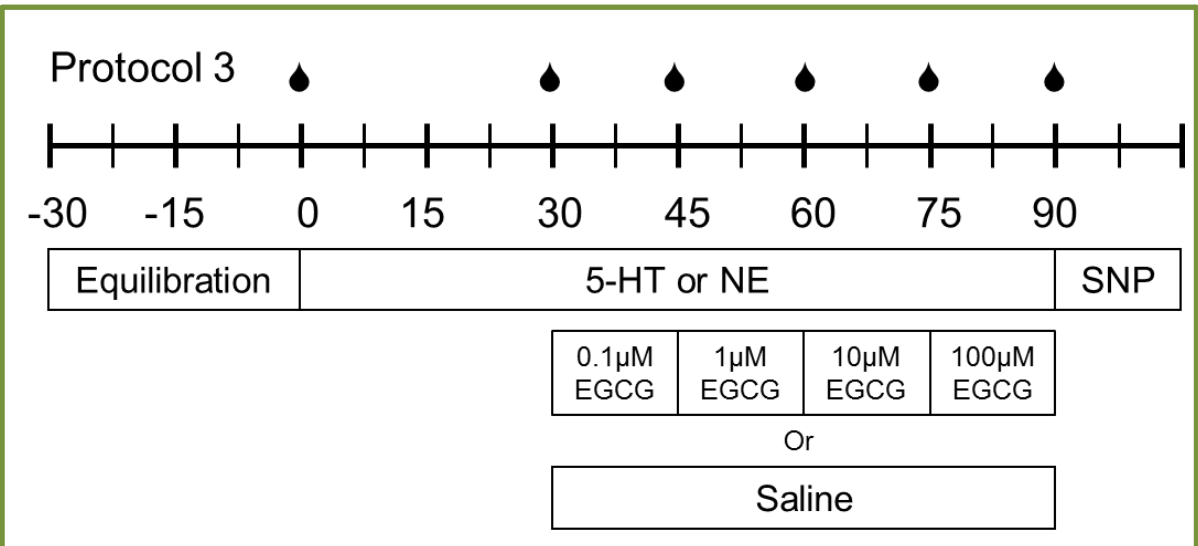 Protocol 3
-30 -15 0 15 30 45 60 75 90
Equilibration 5-HT or NE SNP
0.1µM 1µM 10µM 100µM
EGCG EGCG EGCG EGCG
Or
Saline